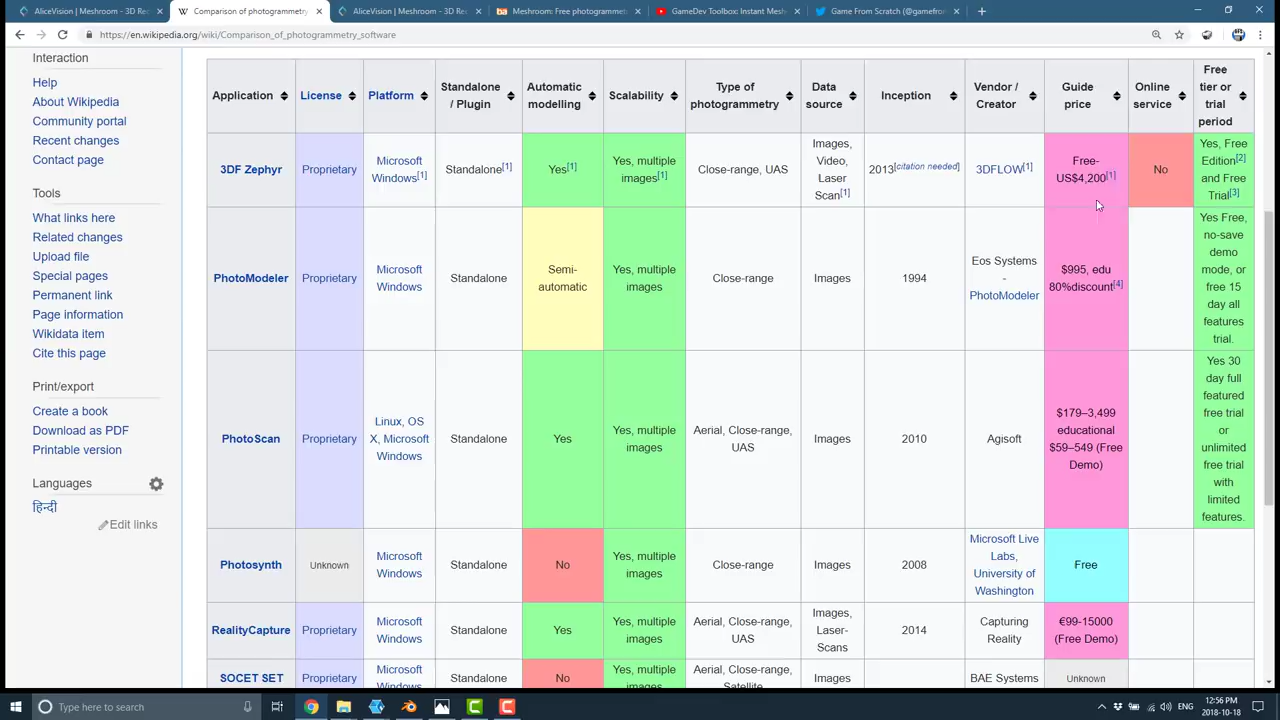 AliceVision | Meshroom - 3D Rec
Comparison of photogrammetry
AliceVision | Meshroom - 3D Rec
Meshroom: Free photogrammet
GameDev Toolbox: Instant Mesh
Game From Scratch (@gamefron
https://en.wikipedia.org/wiki/Comparison_of_photogrammetry_software
Interaction
Help
About Wikipedia
Community portal
Recent changes
Contact page
Tools
What links here
Related changes
Upload file
Special pages
Permanent link
Page information
Wikidata item
Cite this page
Print/export
Create a book
Download as PDF
Printable version
Languages
हिन्दी
Edit links
Application
License
Platform
Standalone
/ Plugin
Automatic
modelling
Scalability
Type of
photogrammetry
Data
source
Inception
Vendor /
Creator
Guide
price
Online
service
Free
tier or
trial
period
3DF Zephyr
Proprietary
Microsoft
Windows[1]
Standalone[1]
Yes[1]
Yes, multiple
images[1]
Close-range, UAS
Images,
Video,
Laser
Scan[1]
2013[citation needed]
3DFLOW[1]
Free-
US$4,200[1]
No
Yes, Free
Edition[2]
and Free
Trial[3]
PhotoModeler
Proprietary
Microsoft
Windows
Standalone
Semi-
automatic
Yes, multiple
images
Close-range
Images
1994
Eos Systems
-
PhotoModeler
$995, edu
80%discount[4]
Yes Free,
no-save
demo
mode, or
free 15
day all
features
trial.
PhotoScan
Proprietary
Linux, OS
X, Microsoft
Windows
Standalone
Yes
Yes, multiple
images
Aerial, Close-range,
UAS
Images
2010
Agisoft
$179–3,499
educational
$59–549 (Free
Demo)
Yes 30
day full
featured
free trial
or
unlimited
free trial
with
limited
features.
Photosynth
Unknown
Microsoft
Windows
Standalone
No
Yes, multiple
images
Close-range
Images
2008
Microsoft Live
Labs,
University of
Washington
Free
RealityCapture
Proprietary
Microsoft
Windows
Standalone
Yes
Yes, multiple
images
Aerial, Close-range,
UAS
Images,
Laser-
Scans
2014
Capturing
Reality
€99-15000
(Free Demo)
SOCET SET
Proprietary
Microsoft
Windows
Standalone
No
Yes, multiple
images
Aerial, Close-range,
Satellite
Images
BAE Systems
Unknown
Type here to search
ENG
12:56 PM
2018-10-18